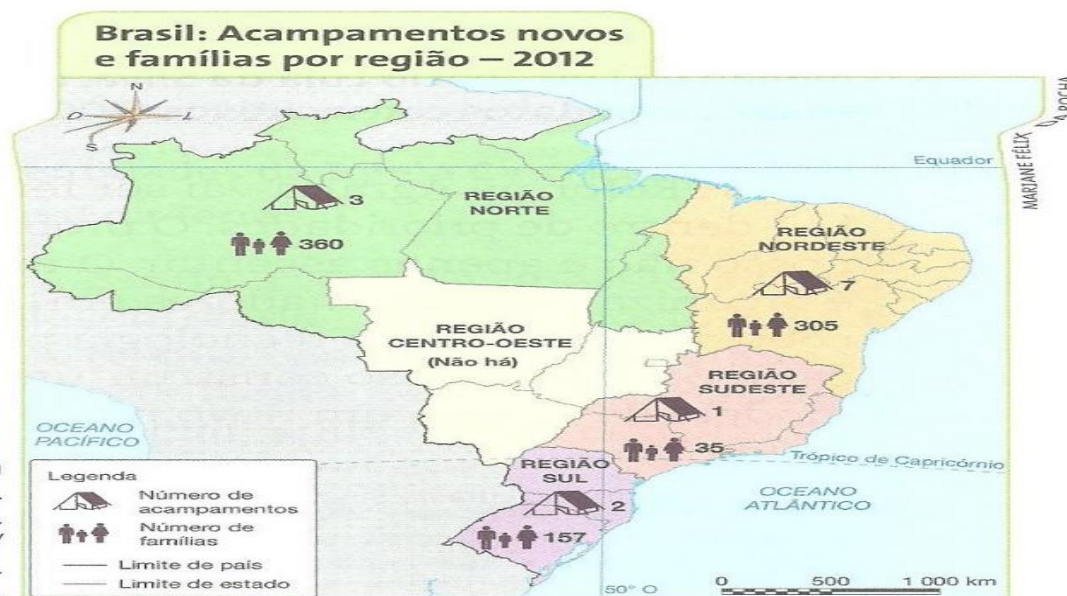 Brasil: Acampamentos novos
e famílias por região – 2012
N
O
L
S
MARIANE FÉLIX
DA ROCHA
Equador
3
REGIÃO
NORTE
360
REGIÃO
NORDESTE
7
305
REGIÃO
CENTRO-OESTE
(Não há)
REGIÃO
SUDESTE
1
35
OCEANO
PACÍFICO
Trópico de Capricórnio
REGIÃO
SUL
2
157
OCEANO
ATLÂNTICO
Legenda
Número de
acampamentos
Número de
famílias
Limite de país
Limite de estado
50° O
0 500 1 000 km